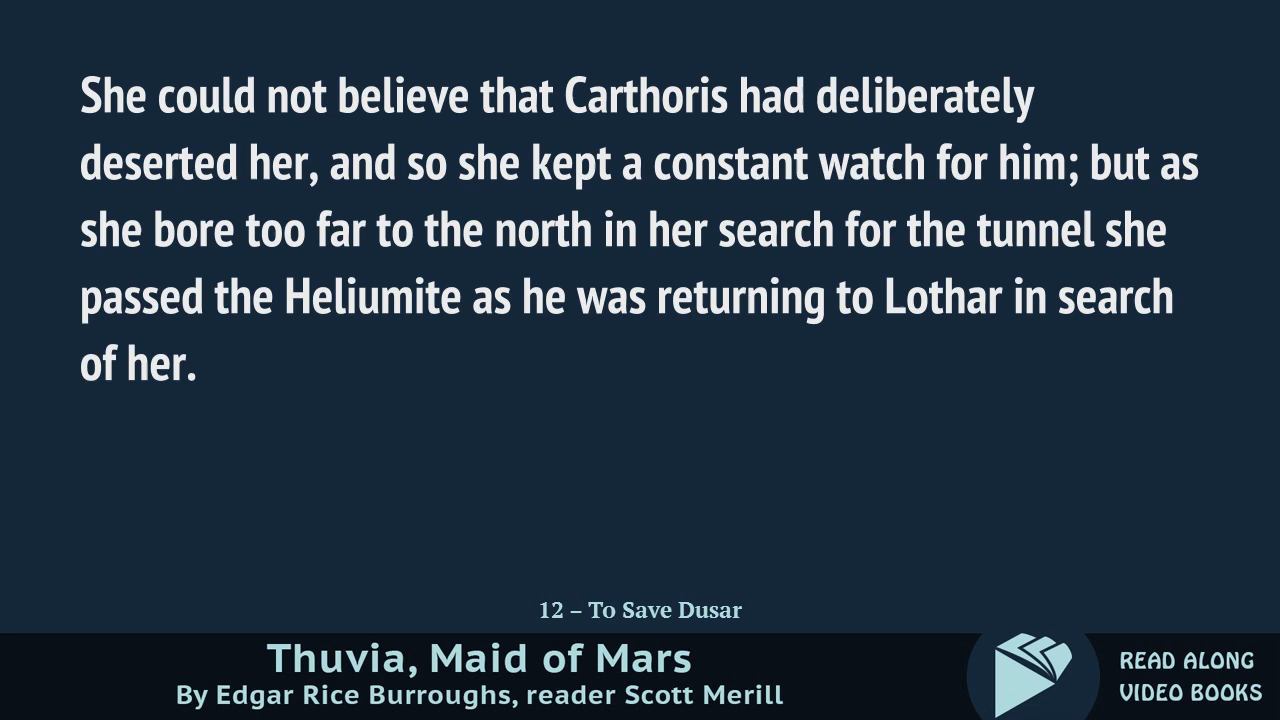 She could not believe that Carthoris had deliberately
deserted her, and so she kept a constant watch for him; but as
she bore too far to the north in her search for the tunnel she
passed the Heliumite as he was returning to Lothar in search
of her.
12 – To Save Dusar
Thuvia, Maid of Mars
By Edgar Rice Burroughs, reader Scott Merill
READ ALONG
VIDEO BOOKS